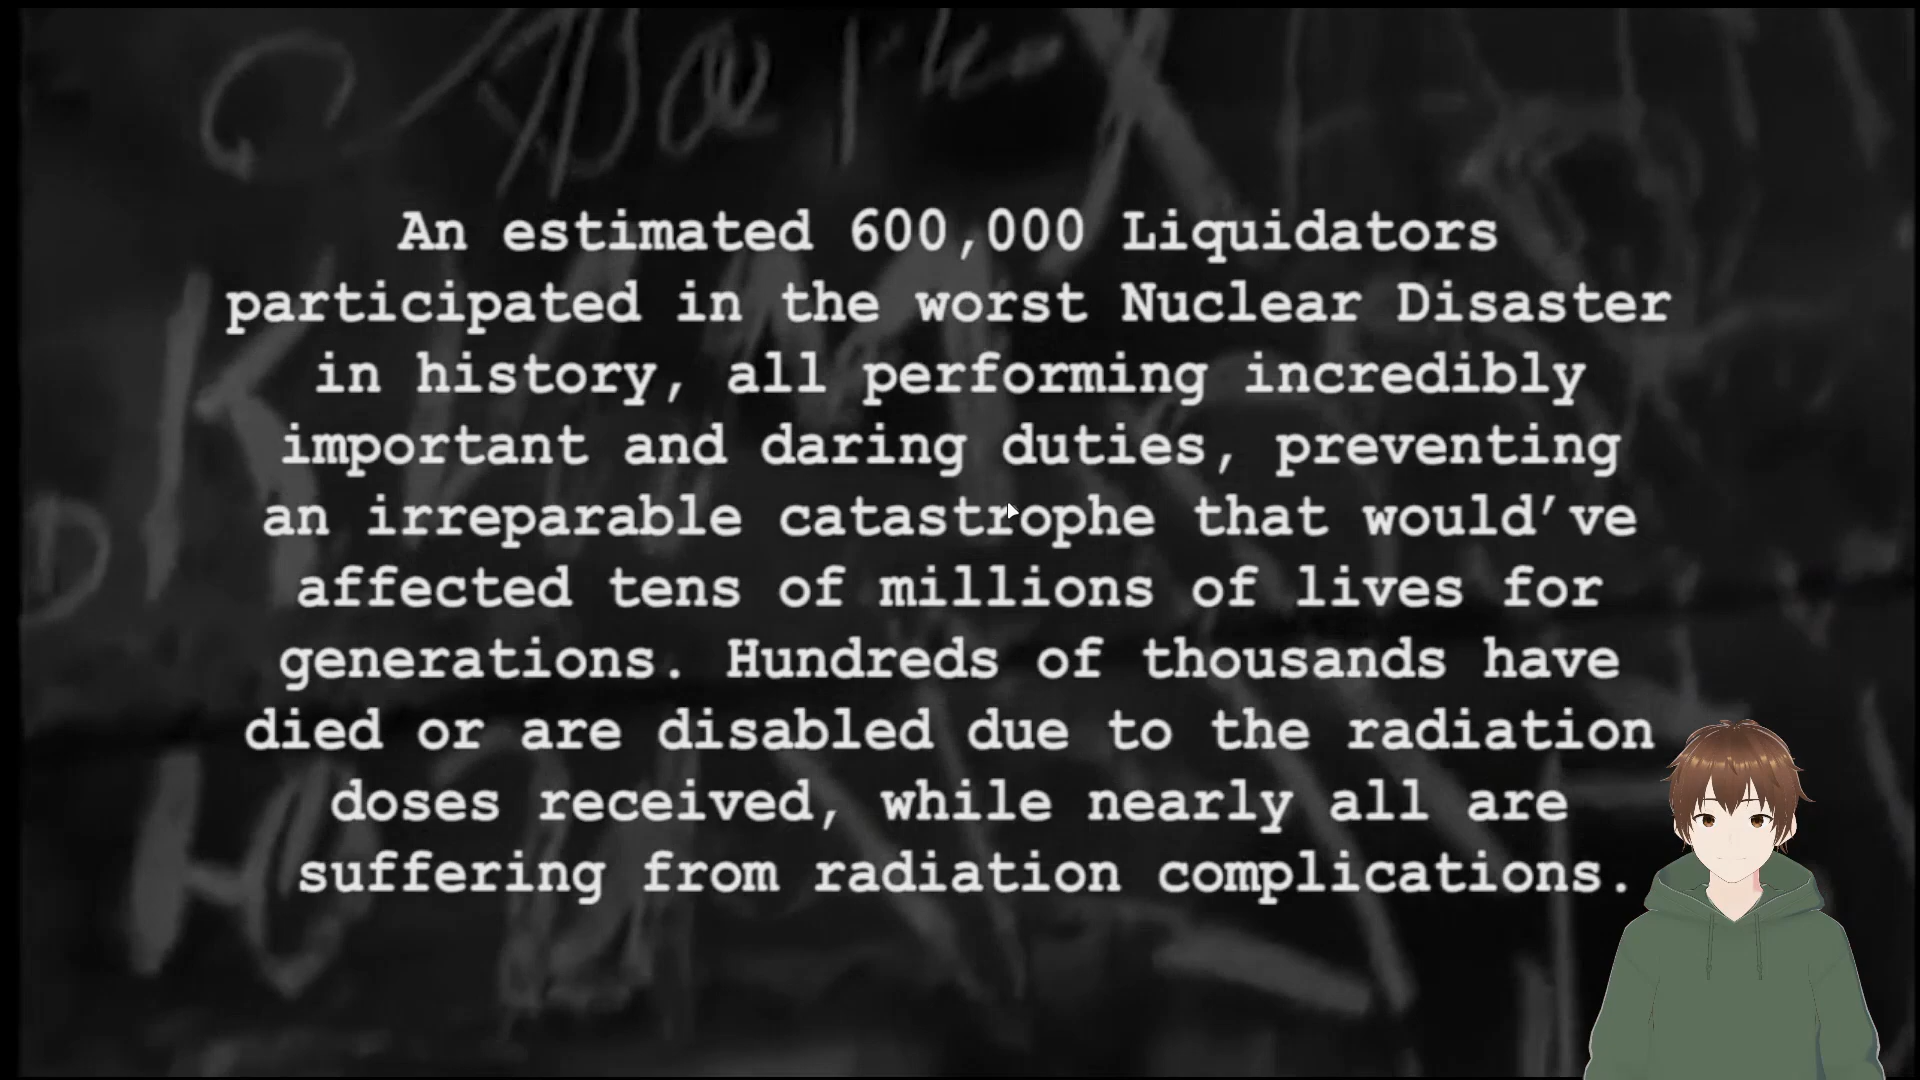 An estimated 600,000 Liquidators
participated in the worst Nuclear Disaster
in history, all performing incredibly
important and daring duties, preventing
an irreparable catastrophe that would've
affected tens of millions of lives for
generations. Hundreds of thousands have
died or are disabled due to the radiation
doses received, while nearly all are
suffering from radiation complications.